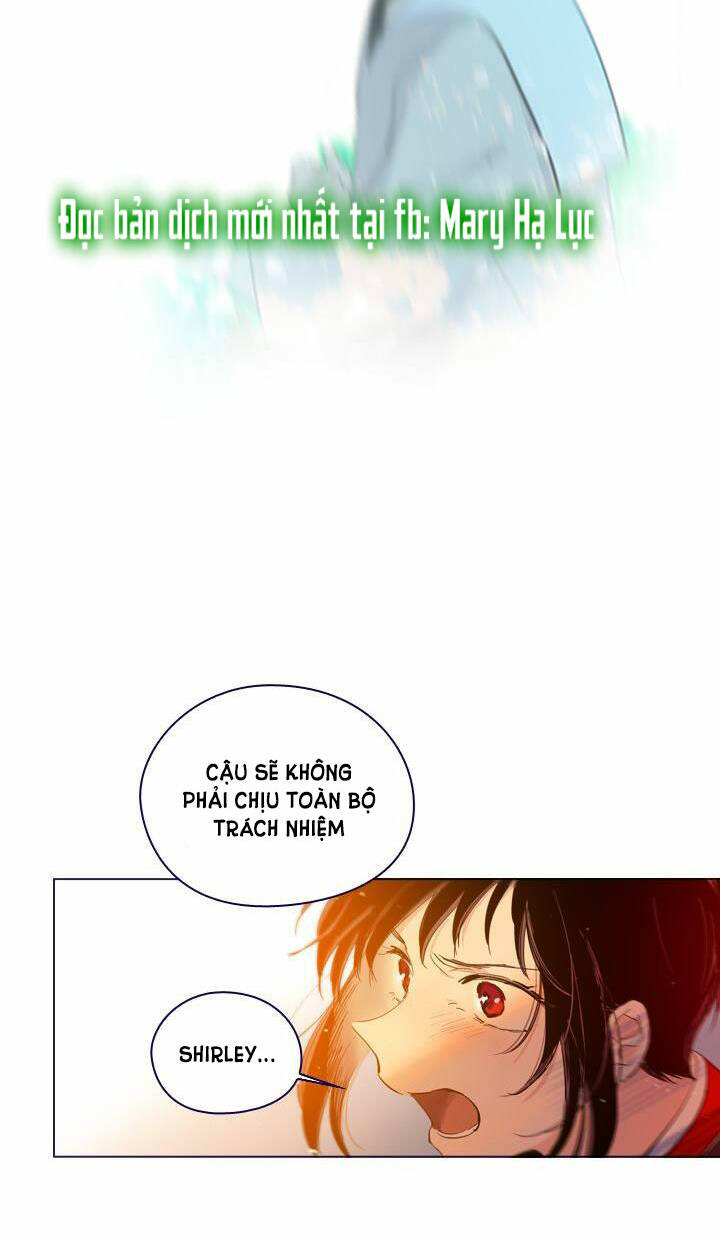 Đọc bản dịch mới nhất tại fb: Mary Hạ Lục
CẬU SẼ KHÔNG
PHẢI CHỊU TOÀN BỘ
TRÁCH NHIỆM
SHIRLEY...